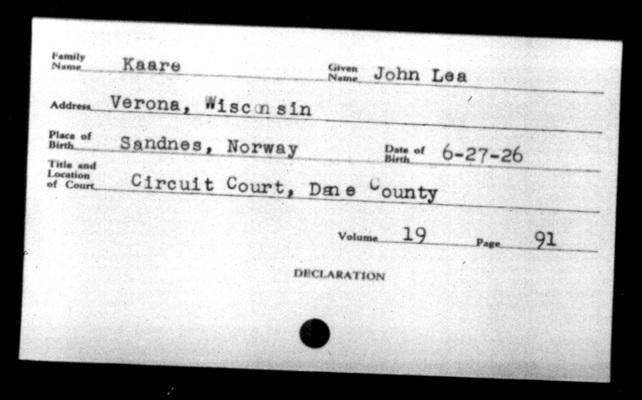 Family Name Kaare Given Name John Lea
Address Verona, Wisconsin
Place of Birth Sandnes, Norway Date of Birth 6-27-26
Title and Location of Court Circuit Court, Dane County
Volume 19 Page 91
DECLARATION